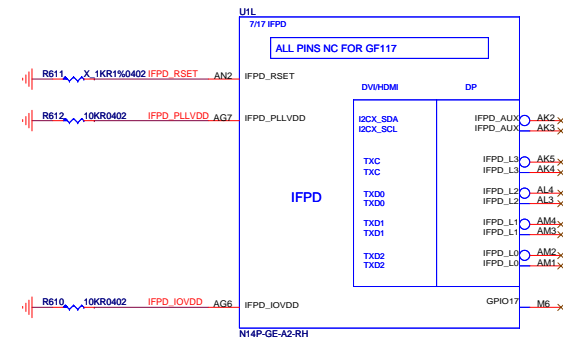 U1L
7/17 IFPD
ALL PINS NC FOR GF117
R611 X_1KR1%0402 IFPD_RSET AN2 IFPD_RSET
DVI/HDMI DP
R612 10KR0402 IFPD_PLLVDD AG7 IFPD_PLLVDD
I2CX_SDA IFPD_AUX AK2
I2CX_SCL IFPD_AUX AK3
TXC IFPD_L3 AK5
TXC IFPD_L3 AK4
IFPD
TXD0 IFPD_L2 AL4
TXD0 IFPD_L2 AL3
TXD1 IFPD_L1 AM4
TXD1 IFPD_L1 AM3
TXD2 IFPD_L0 AM2
TXD2 IFPD_L0 AM1
R610 10KR0402 IFPD_IOVDD AG6 IFPD_IOVDD
GPIO17 M6
N14P-GE-A2-RH